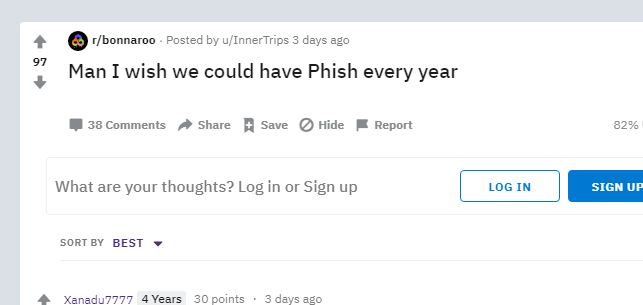 r/bonnaroo · Posted by u/InnerTrips 3 days ago
97
Man I wish we could have Phish every year
38 Comments Share Save Hide Report 82%
What are your thoughts? Log in or Sign up LOG IN SIGN UP
SORT BY BEST
Xanadu7777 4 Years 30 points · 3 days ago